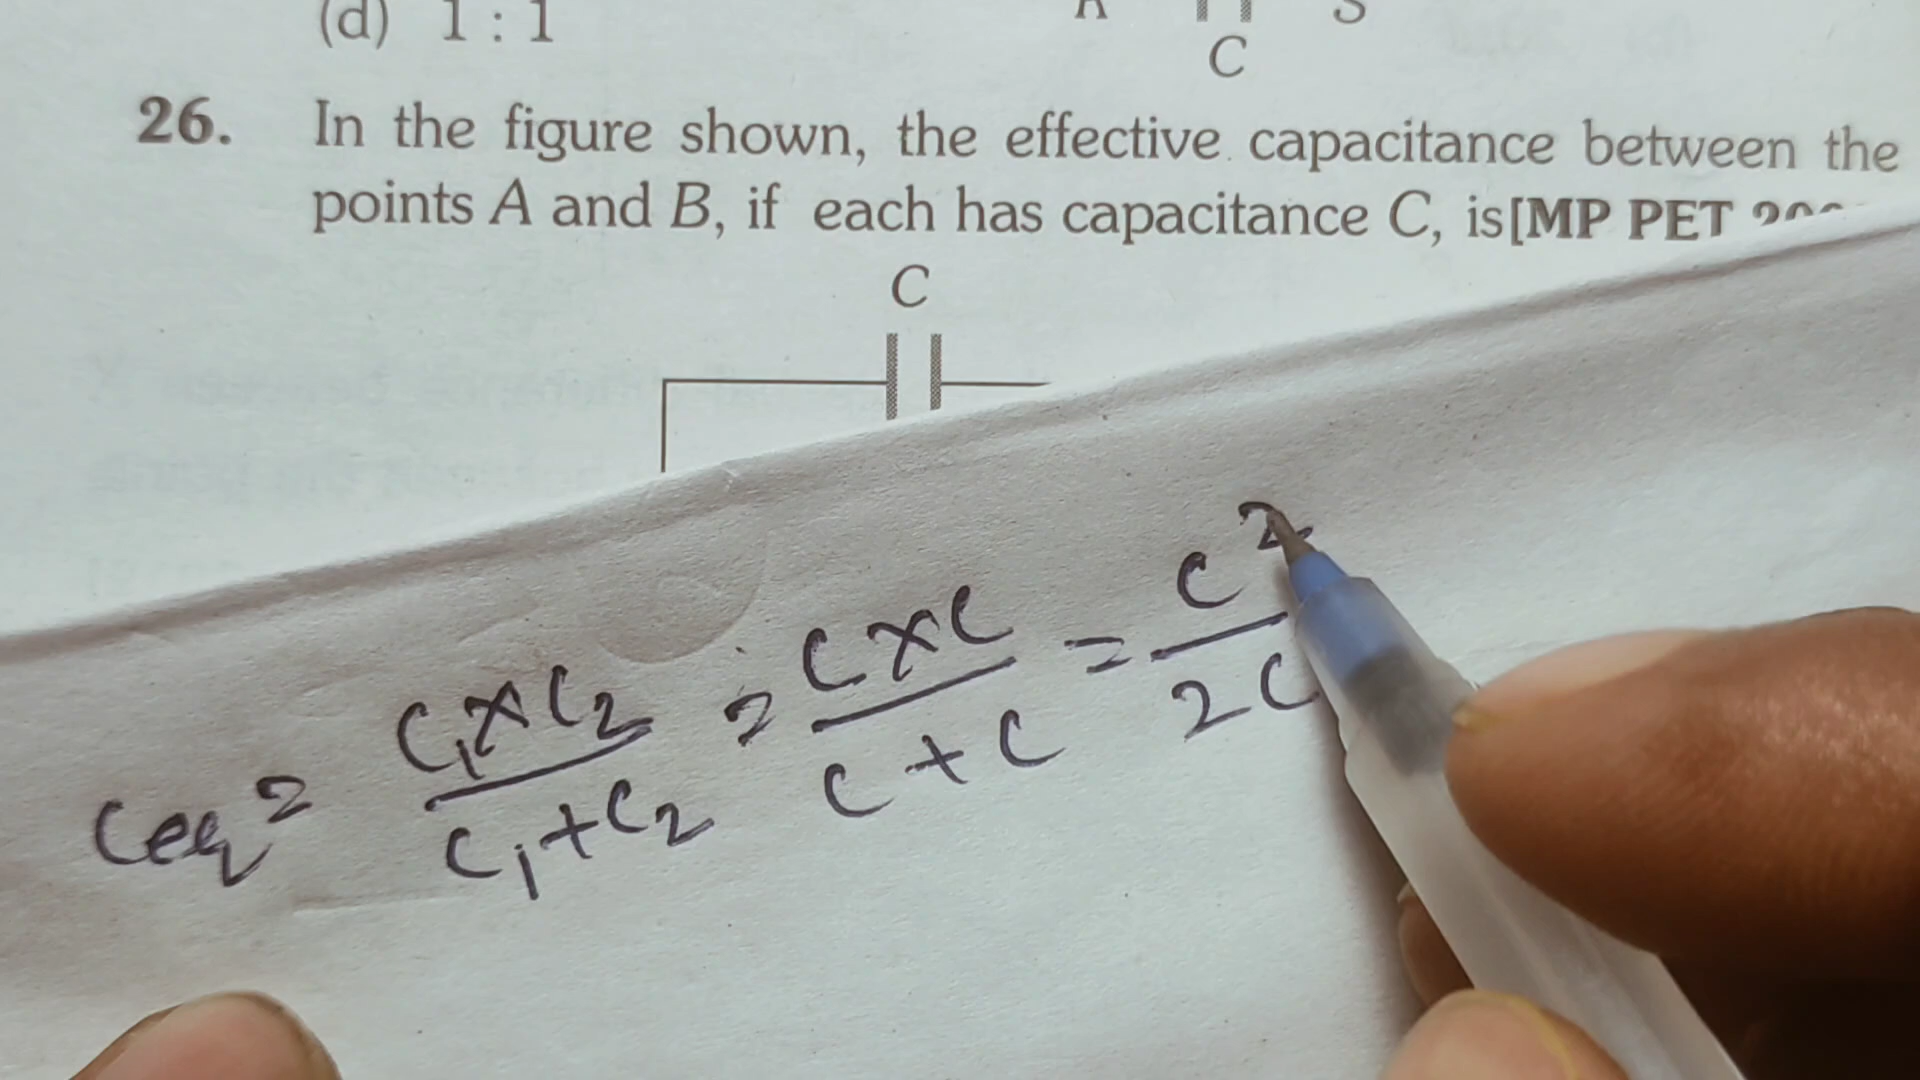 (d) 1 : 1
C
26. In the figure shown, the effective capacitance between the
points A and B, if each has capacitance C, is[MP PET
C
Ceq = C₁×C₂ / C₁+C₂ = C×C / C+C = C² / 2C